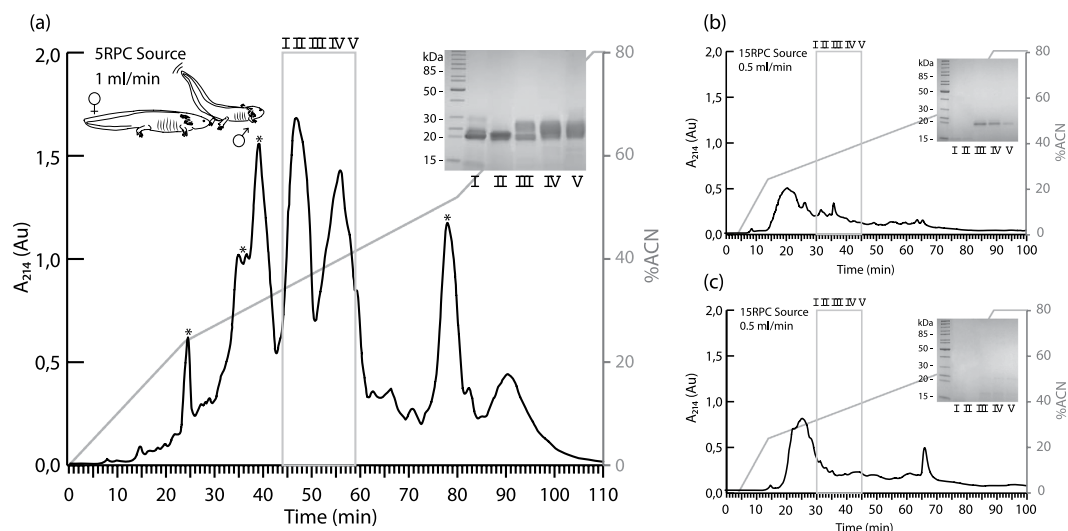 (a)
I II III IV V
2,0
1,5
1,0
0,5
0,0
A214 (Au)
5RPC Source
1 ml/min
♀
♂
*
*
*
*
*
kDa
85
50
30
20
15
I II III IV V
80
60
40
20
0
%ACN
0 10 20 30 40 50 60 70 80 90 100 110
Time (min)
(b)
I II III IV V
2,0
1,5
1,0
0,5
0,0
A214 (Au)
15RPC Source
0.5 ml/min
kDa
85
50
30
20
15
I II III IV V
80
60
40
20
0
%ACN
0 10 20 30 40 50 60 70 80 90 100
Time (min)
(c)
I II III IV V
2,0
1,5
1,0
0,5
0,0
A214 (Au)
15RPC Source
0.5 ml/min
kDa
85
50
30
20
15
I II III IV V
80
60
40
20
0
%ACN
0 10 20 30 40 50 60 70 80 90 100
Time (min)